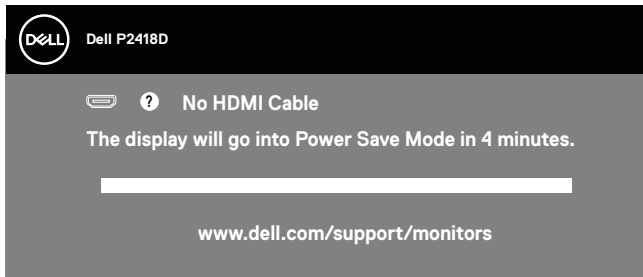 DELL
Dell P2418D
? No HDMI Cable
The display will go into Power Save Mode in 4 minutes.
www.dell.com/support/monitors